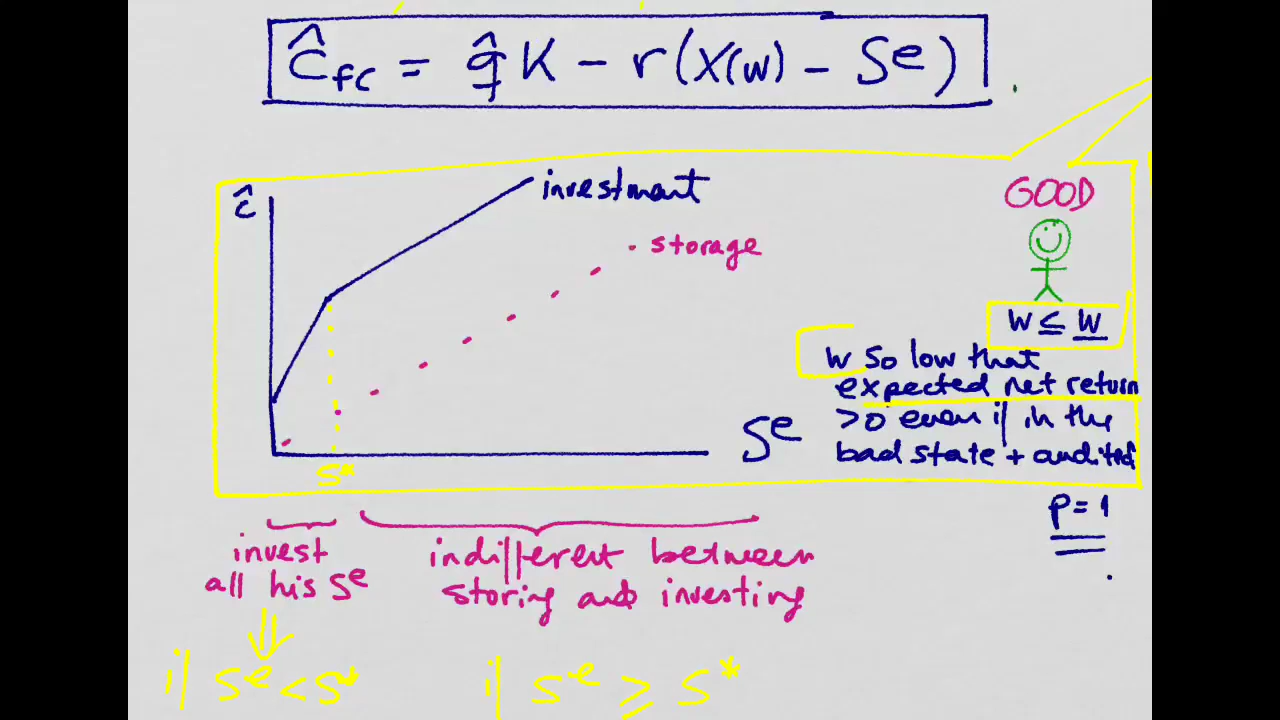 ĉfc = q̂K - r(x(w) - Sᵉ)
ĉ
investment
storage
S*
Sᵉ
GOOD
w ≤ w̲
w so low that
expected net return
>0 even if in the
bad state + audited
p=1
invest
all his Sᵉ
indifferent between
storing and investing
if Sᵉ < S*
if Sᵉ ≥ S*